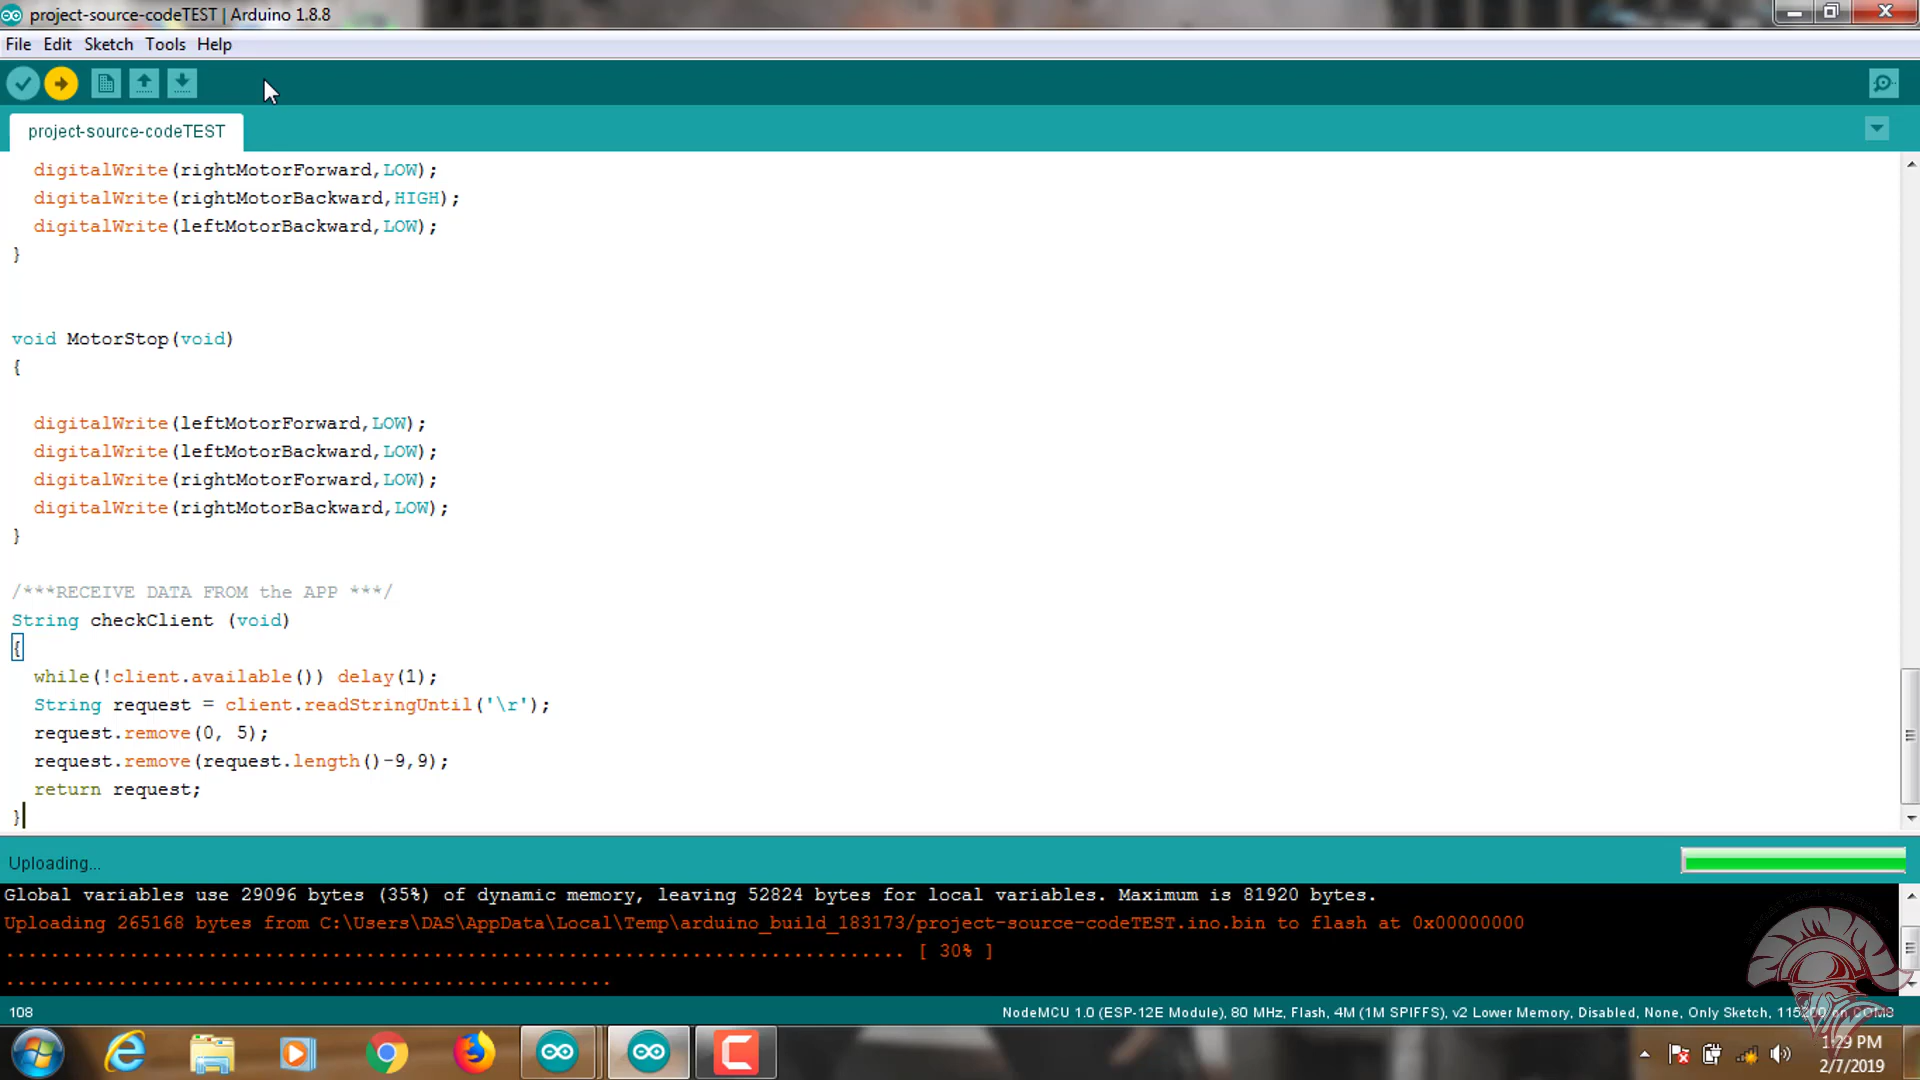 project-source-codeTEST | Arduino 1.8.8
File Edit Sketch Tools Help
project-source-codeTEST
digitalWrite(rightMotorForward,LOW);
digitalWrite(rightMotorBackward,HIGH);
digitalWrite(leftMotorBackward,LOW);
}
void MotorStop(void)
{
digitalWrite(leftMotorForward,LOW);
digitalWrite(leftMotorBackward,LOW);
digitalWrite(rightMotorForward,LOW);
digitalWrite(rightMotorBackward,LOW);
}
/***RECEIVE DATA FROM the APP ***/
String checkClient (void)
{
while(!client.available()) delay(1);
String request = client.readStringUntil('\r');
request.remove(0, 5);
request.remove(request.length()-9,9);
return request;
}
Uploading...
Global variables use 29096 bytes (35%) of dynamic memory, leaving 52824 bytes for local variables. Maximum is 81920 bytes.
Uploading 265168 bytes from C:\Users\DAS\AppData\Local\Temp\arduino_build_183173/project-source-codeTEST.ino.bin to flash at 0x00000000
................................................................................ [ 30% ]
......................................................
108
NodeMCU 1.0 (ESP-12E Module), 80 MHz, Flash, 4M (1M SPIFFS), v2 Lower Memory, Disabled, None, Only Sketch, 115200 on COM8
1:29 PM
2/7/2019